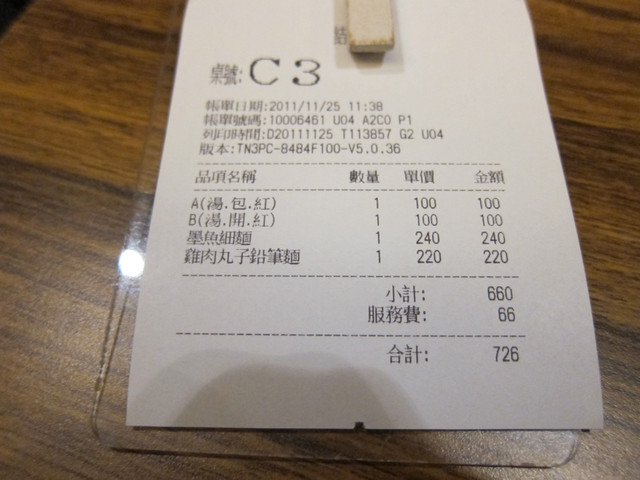 桌號: C3
帳單日期:2011/11/25 11:38
帳單號碼:10006461 U04 A2C0 P1
列印時間:D20111125 T113857 G2 U04
版本:TN3PC-B484F100-V5.0.36
品項名稱 數量 單價 金額
A(湯.包.紅) 1 100 100
B(湯.開.紅) 1 100 100
墨魚細麵 1 240 240
雞肉丸子鉛筆麵 1 220 220
小計: 660
服務費: 66
合計: 726